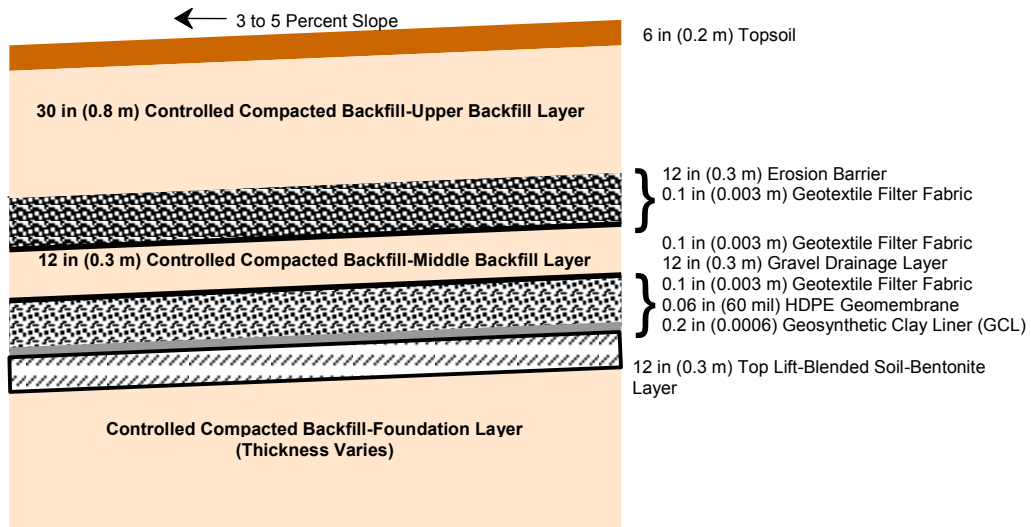 3 to 5 Percent Slope
6 in (0.2 m) Topsoil
30 in (0.8 m) Controlled Compacted Backfill-Upper Backfill Layer
12 in (0.3 m) Erosion Barrier
0.1 in (0.003 m) Geotextile Filter Fabric
0.1 in (0.003 m) Geotextile Filter Fabric
12 in (0.3 m) Controlled Compacted Backfill-Middle Backfill Layer
12 in (0.3 m) Gravel Drainage Layer
0.1 in (0.003 m) Geotextile Filter Fabric
0.06 in (60 mil) HDPE Geomembrane
0.2 in (0.0006) Geosynthetic Clay Liner (GCL)
12 in (0.3 m) Top Lift-Blended Soil-Bentonite
Layer
Controlled Compacted Backfill-Foundation Layer
(Thickness Varies)